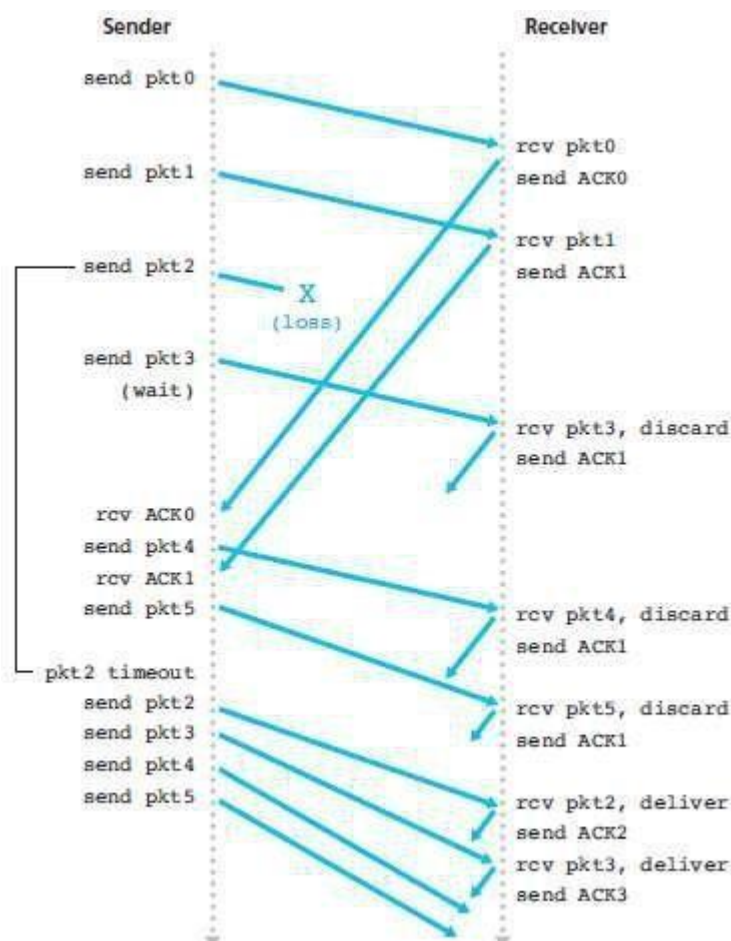 Sender
Receiver
send pkt0
rcv pkt0
send ACK0
send pkt1
rcv pkt1
send ACK1
send pkt2
X
(loss)
send pkt3
(wait)
rcv pkt3, discard
send ACK1
rcv ACK0
send pkt4
rcv ACK1
send pkt5
rcv pkt4, discard
send ACK1
pkt2 timeout
send pkt2
send pkt3
send pkt4
send pkt5
rcv pkt5, discard
send ACK1
rcv pkt2, deliver
send ACK2
rcv pkt3, deliver
send ACK3